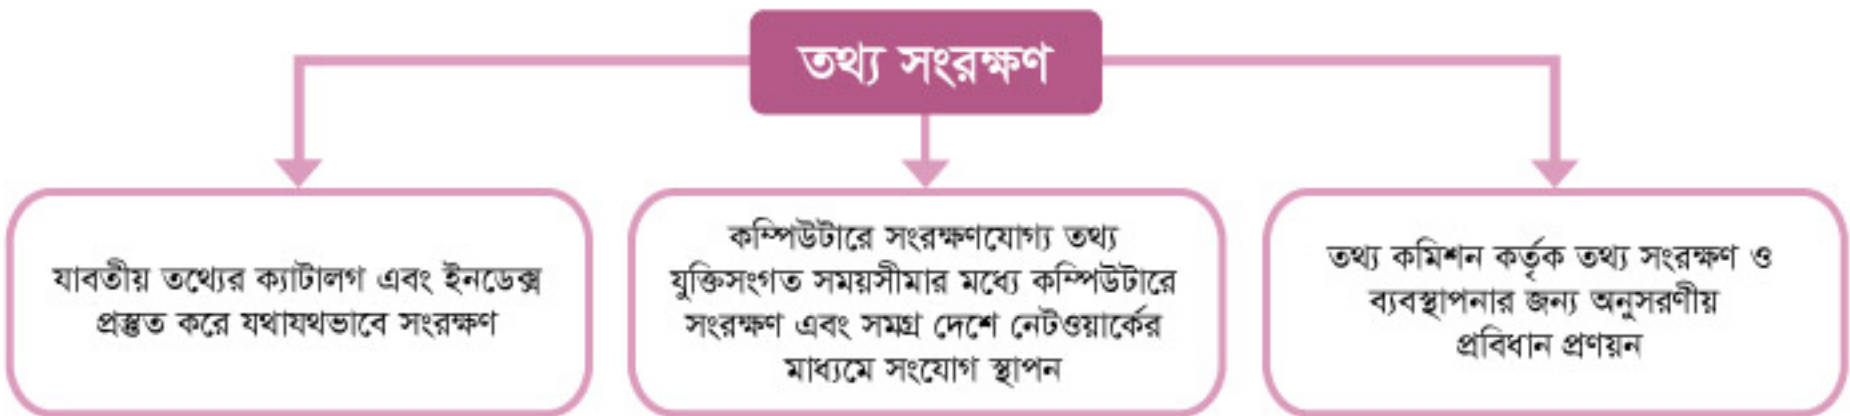 তথ্য সংরক্ষণ
যাবতীয় তথ্যের ক্যাটালগ এবং ইনডেক্স
প্রস্তুত করে যথাযথভাবে সংরক্ষণ
কম্পিউটারে সংরক্ষণযোগ্য তথ্য
যুক্তিসংগত সময়সীমার মধ্যে কম্পিউটারে
সংরক্ষণ এবং সমগ্র দেশে নেটওয়ার্কের
মাধ্যমে সংযোগ স্থাপন
তথ্য কমিশন কর্তৃক তথ্য সংরক্ষণ ও
ব্যবস্থাপনার জন্য অনুসরণীয়
প্রবিধান প্রণয়ন